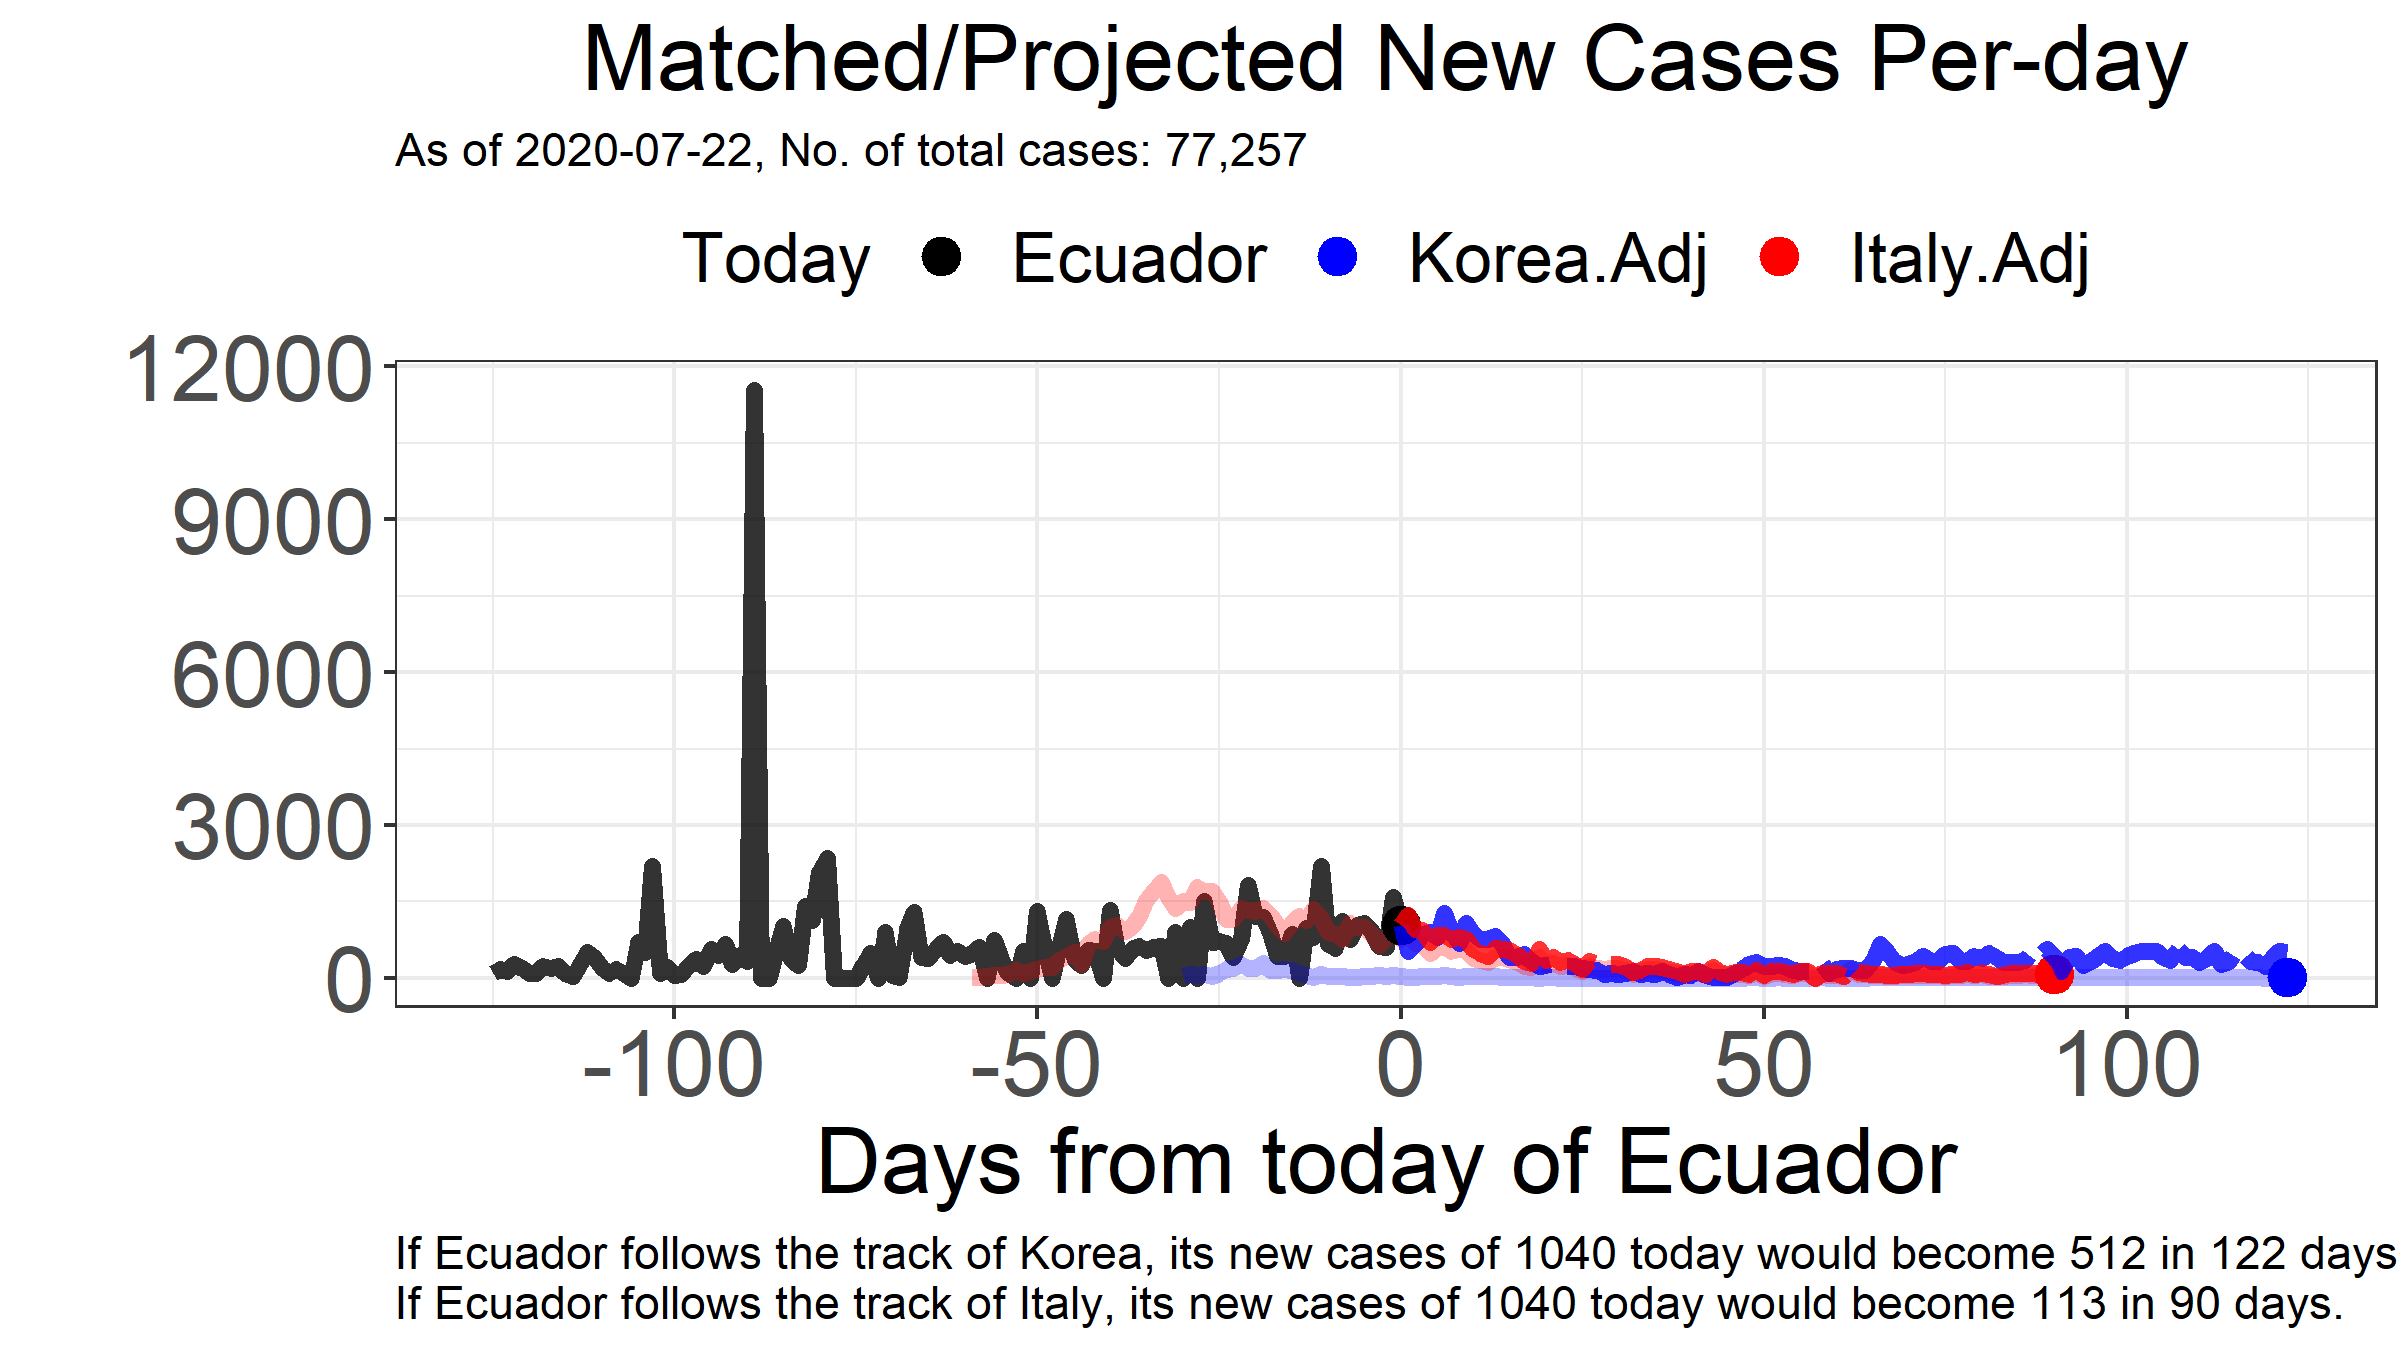 Matched/Projected New Cases Per-day
As of 2020-07-22, No. of total cases: 77,257
Today Ecuador Korea.Adj Italy.Adj
12000
9000
6000
3000
0
-100 -50 0 50 100
Days from today of Ecuador
If Ecuador follows the track of Korea, its new cases of 1040 today would become 512 in 122 days
If Ecuador follows the track of Italy, its new cases of 1040 today would become 113 in 90 days.